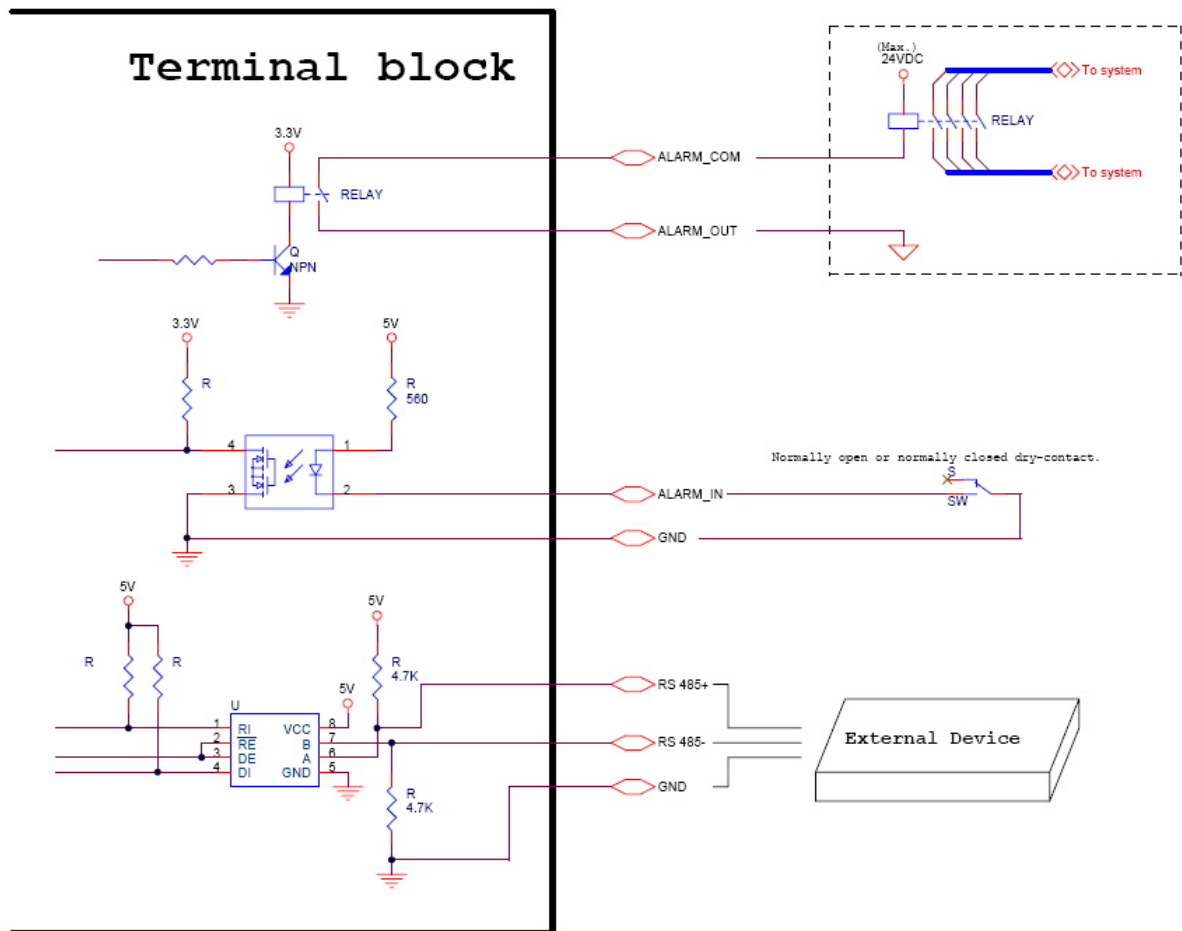 Terminal block
(Max.)
24VDC
To system
RELAY
To system
3.3V
RELAY
Q
NPN
ALARM_COM
ALARM_OUT
3.3V
5V
R
R
560
4
1
3
2
Normally open or normally closed dry-contact.
S
SW
ALARM_IN
GND
5V
5V
R
R
R
4.7K
5V
U
1
RI
VCC
8
2
RE
B
7
3
DE
A
6
4
DI
GND
5
R
4.7K
RS 485+
RS 485-
GND
External Device